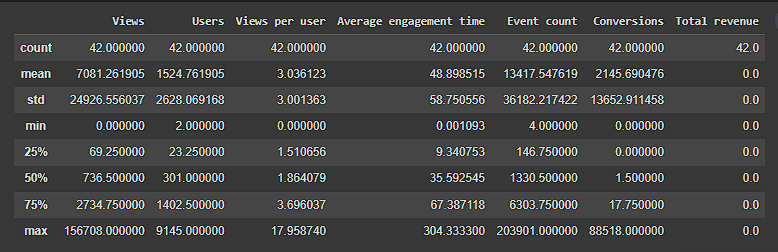 Views Users Views per user Average engagement time Event count Conversions Total revenue
count 42.000000 42.000000 42.000000 42.000000 42.000000 42.000000 42.0
mean 7081.261905 1524.761905 3.036123 48.898515 13417.547619 2145.690476 0.0
std 24926.556037 2628.069168 3.001363 58.750556 36182.217422 13652.911458 0.0
min 0.000000 2.000000 0.000000 0.001093 4.000000 0.000000 0.0
25% 69.250000 23.250000 1.510656 9.340753 146.750000 0.000000 0.0
50% 736.500000 301.000000 1.864079 35.592545 1330.500000 1.500000 0.0
75% 2734.750000 1402.500000 3.696037 67.387118 6303.750000 17.750000 0.0
max 156708.000000 9145.000000 17.958740 304.333300 203901.000000 88518.000000 0.0